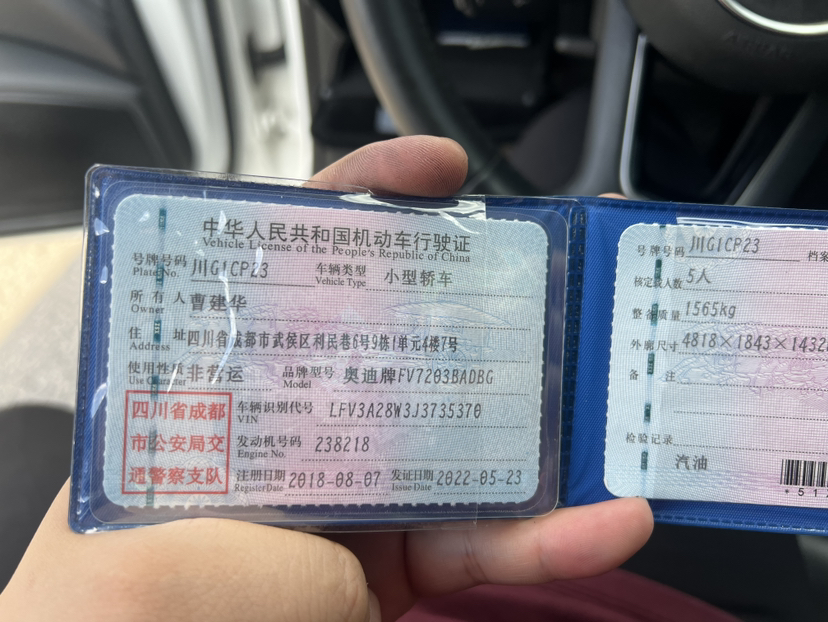 中华人民共和国机动车行驶证
Vehicle License of the People's Republic of China
号牌号码 川G1CP23 车辆类型 小型轿车
Plate No. Vehicle Type
所有人 曹建华
Owner
住址 四川省成都市武侯区利民巷6号9栋1单元4楼7号
Address
使用性质 非营运 品牌型号 奥迪牌FV7203BADBG
Use Character Model
四川省成都
市公安局交
通警察支队
车辆识别代号 LFV3A28W3J3735370
VIN
发动机号码 238218
Engine No.
注册日期 2018-08-07 发证日期 2022-05-23
Register Date Issue Date
号牌号码 川G1CP23 档案
核定载人数 5人
整备质量 1565kg
外廓尺寸 4818×1843×1432
备注
检验记录
汽油